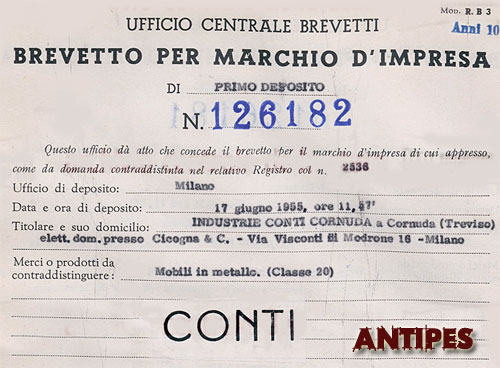 Mod. R. B 3
UFFICIO CENTRALE BREVETTI
Anni 10
BREVETTO PER MARCHIO D'IMPRESA
DI PRIMO DEPOSITO
N. 126182
Questo ufficio dà atto che concede il brevetto per il marchio d'impresa di cui appresso,
come da domanda contraddistinta nel relativo Registro col n. 2536
Ufficio di deposito: Milano
Data e ora di deposito: 17 giugno 1955, ore 11,57'
Titolare e suo domicilio: INDUSTRIE CONTI CORNUDA a Cornuda (Treviso)
elett. dom. presso Cicogna & C. - Via Visconti di Modrone 16 - Milano
Merci o prodotti da
contraddistinguere: Mobili in metallo. (Classe 20)
CONTI
ANTIPES